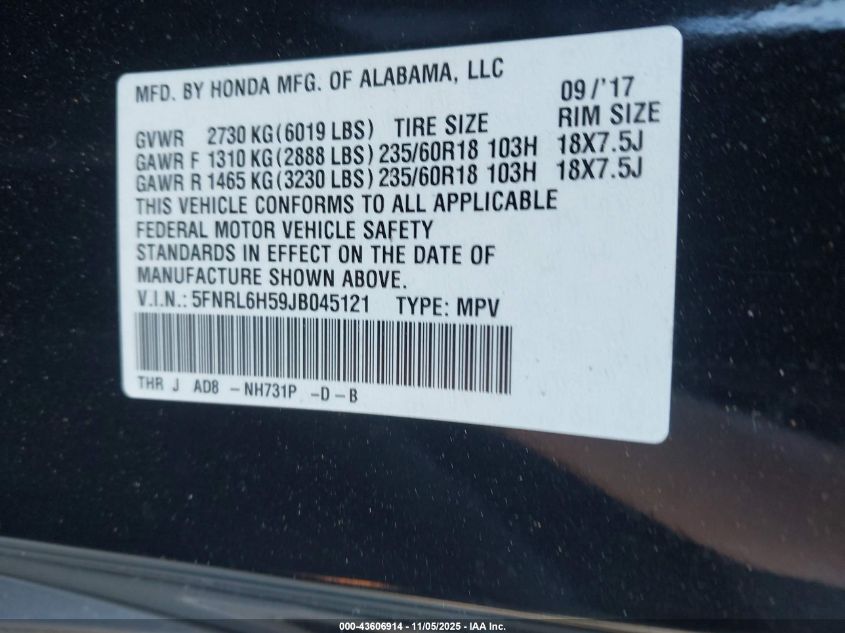 MFD. BY HONDA MFG. OF ALABAMA, LLC 09/'17
GVWR 2730 KG (6019 LBS) TIRE SIZE RIM SIZE
GAWR F 1310 KG (2888 LBS) 235/60R18 103H 18X7.5J
GAWR R 1465 KG (3230 LBS) 235/60R18 103H 18X7.5J
THIS VEHICLE CONFORMS TO ALL APPLICABLE
FEDERAL MOTOR VEHICLE SAFETY
STANDARDS IN EFFECT ON THE DATE OF
MANUFACTURE SHOWN ABOVE.
V.I.N.: 5FNRL6H59JB045121 TYPE: MPV
THR J AD8 - NH731P - D - B
000-43606914 - 11/05/2025 - IAA Inc.